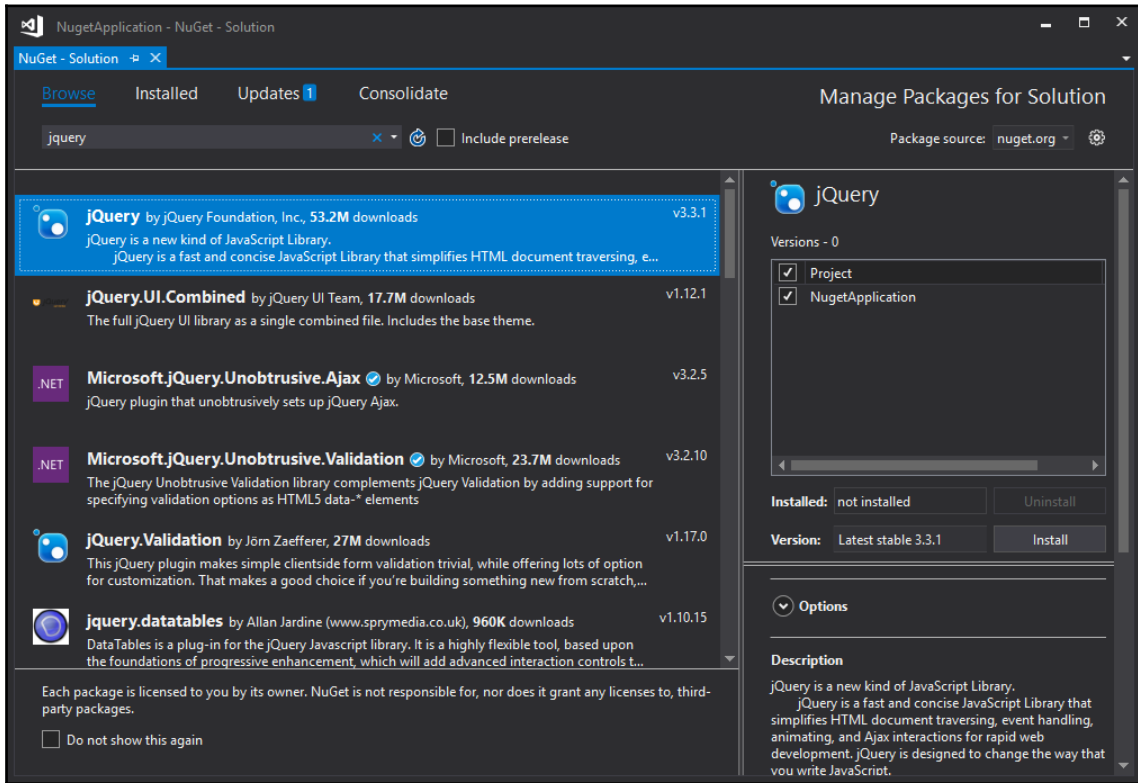 NugetApplication - NuGet - Solution
NuGet - Solution
Browse
Installed
Updates 1
Consolidate
Manage Packages for Solution
jquery
Include prerelease
Package source: nuget.org
jQuery by jQuery Foundation, Inc., 53.2M downloads
v3.3.1
jQuery is a new kind of JavaScript Library.
jQuery is a fast and concise JavaScript Library that simplifies HTML document traversing, e...
jQuery.UI.Combined by jQuery UI Team, 17.7M downloads
v1.12.1
The full jQuery UI library as a single combined file. Includes the base theme.
.NET
Microsoft.jQuery.Unobtrusive.Ajax by Microsoft, 12.5M downloads
v3.2.5
jQuery plugin that unobtrusively sets up jQuery Ajax.
.NET
Microsoft.jQuery.Unobtrusive.Validation by Microsoft, 23.7M downloads
v3.2.10
The jQuery Unobtrusive Validation library complements jQuery Validation by adding support for
specifying validation options as HTML5 data-* elements
jQuery.Validation by Jörn Zaefferer, 27M downloads
v1.17.0
This jQuery plugin makes simple clientside form validation trivial, while offering lots of option
for customization. That makes a good choice if you're building something new from scratch,...
jquery.datatables by Allan Jardine (www.sprymedia.co.uk), 960K downloads
v1.10.15
DataTables is a plug-in for the jQuery Javascript library. It is a highly flexible tool, based upon
the foundations of progressive enhancement, which will add advanced interaction controls t...
Each package is licensed to you by its owner. NuGet is not responsible for, nor does it grant any licenses to, third-
party packages.
Do not show this again
jQuery
Versions - 0
Project
NugetApplication
Installed: not installed
Uninstall
Version: Latest stable 3.3.1
Install
Options
Description
jQuery is a new kind of JavaScript Library.
jQuery is a fast and concise JavaScript Library that
simplifies HTML document traversing, event handling,
animating, and Ajax interactions for rapid web
development. jQuery is designed to change the way that
you write JavaScript.